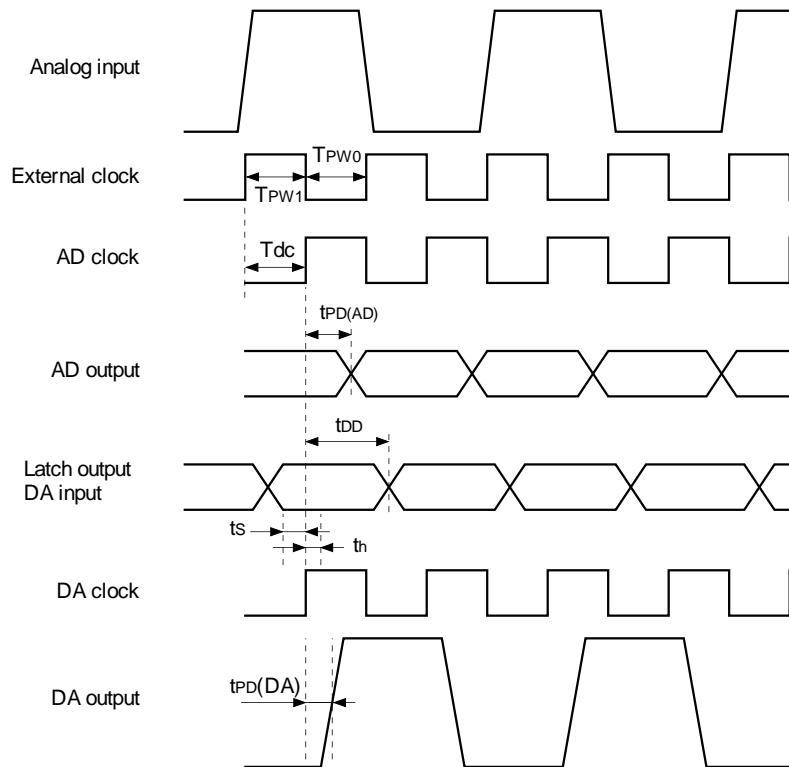 Analog input
TPW0
External clock
TPW1
Tdc
AD clock
tPD(AD)
AD output
tDD
Latch output
DA input
tS
th
DA clock
tPD(DA)
DA output